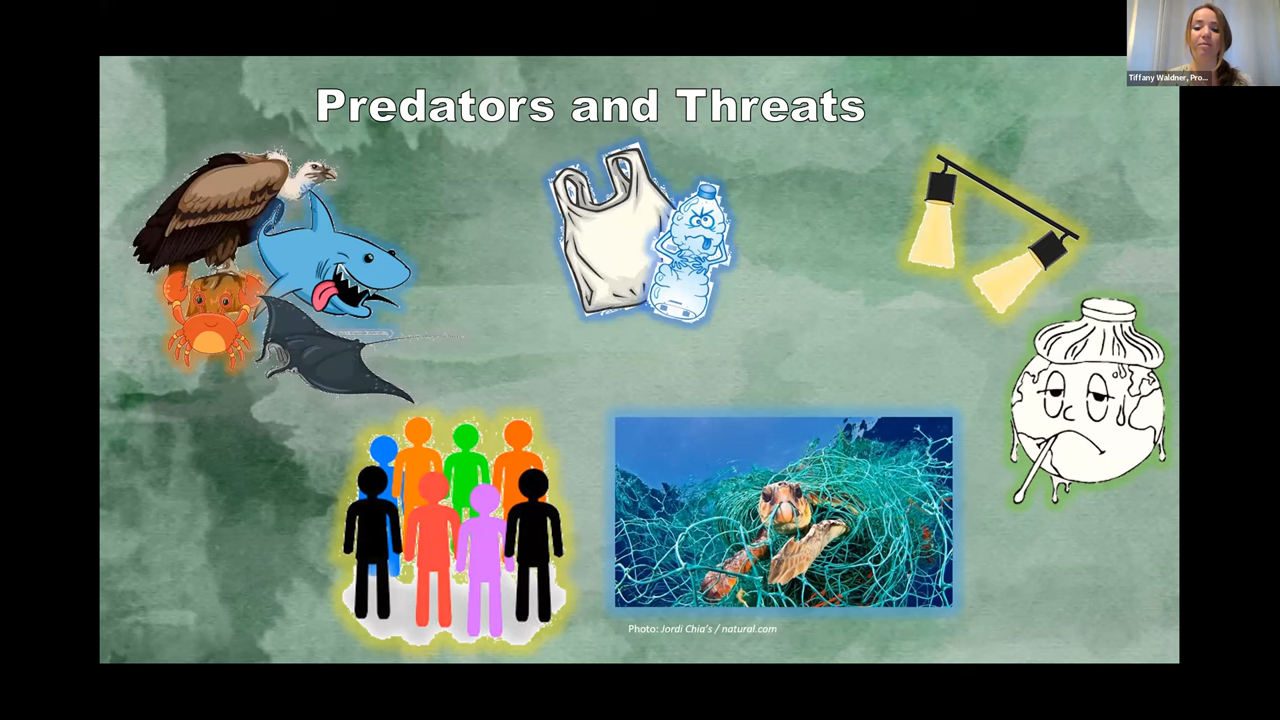 Tiffany Waldner, Pro...
Predators and Threats
Photo: Jordi Chia's / natural.com